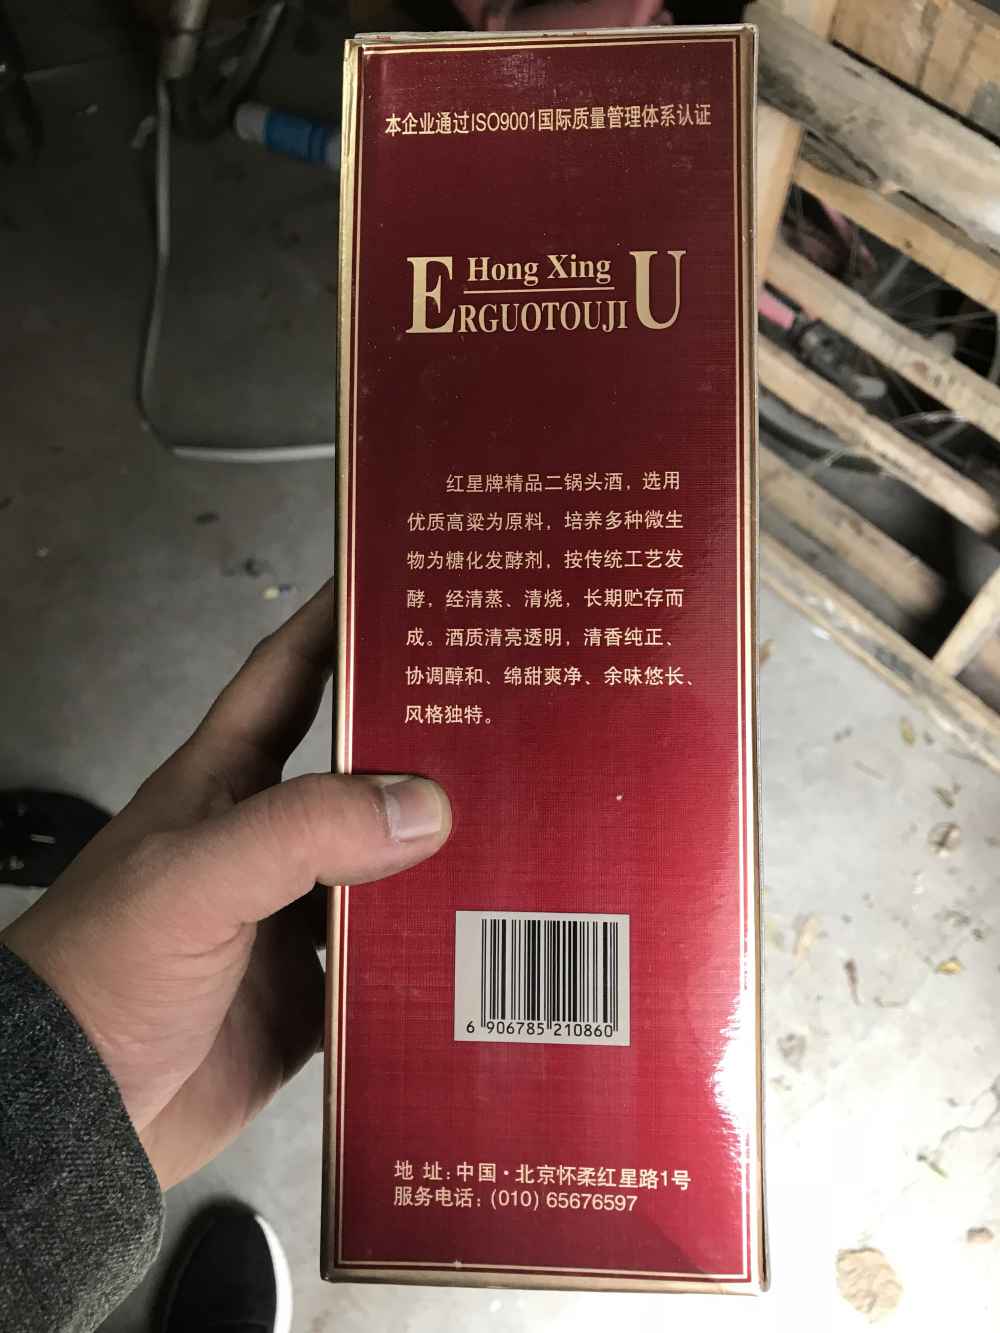 本企业通过ISO9001国际质量管理体系认证
Hong Xing
ERGUOTOUJIU
红星牌精品二锅头酒，选用
优质高粱为原料，培养多种微生
物为糖化发酵剂，按传统工艺发
酵，经清蒸、清烧，长期贮存而
成。酒质清亮透明，清香纯正、
协调醇和、绵甜爽净、余味悠长、
风格独特。
6 906785 210860
地 址：中国·北京怀柔红星路1号
服务电话：(010) 65676597